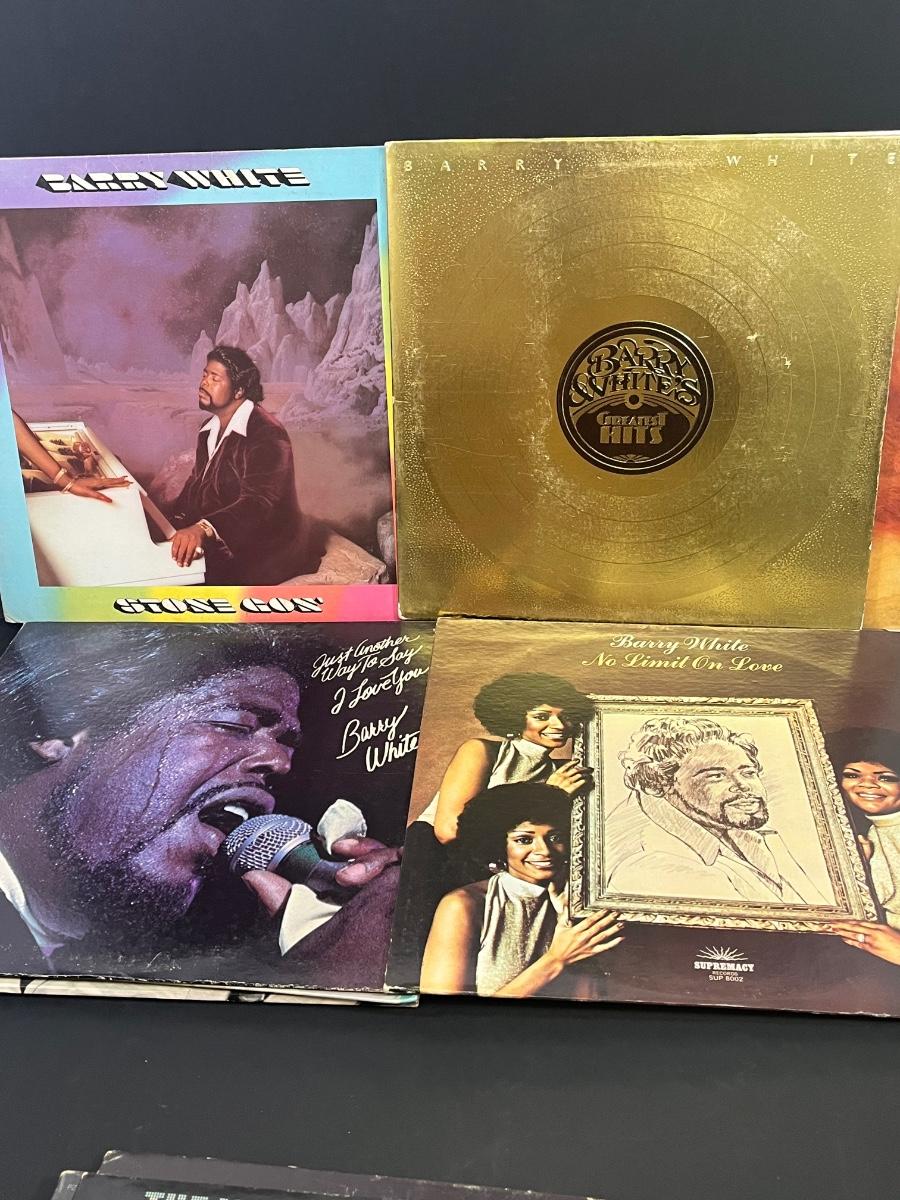 BARRY WHITE
STONE GON'
BARRY WHITE
BARRY
WHITE'S
GREATEST
HITS
Just Another
Way To Say
I Love You
Barry
White
Barry White
No Limit On Love
SUPREMACY
RECORDS
SUP 8002